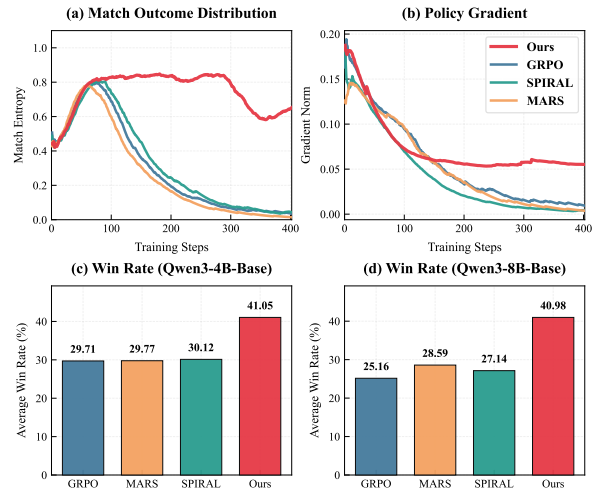 (a) Match Outcome Distribution
Match Entropy
1.0
0.8
0.6
0.4
0.2
0.0
0
100
200
300
400
Training Steps
(b) Policy Gradient
Gradient Norm
0.20
0.15
0.10
0.05
0.00
Ours
GRPO
SPIRAL
MARS
0
100
200
300
400
Training Steps
(c) Win Rate (Qwen3-4B-Base)
Average Win Rate (%)
40
30
20
10
0
29.71
29.77
30.12
41.05
GRPO
MARS
SPIRAL
Ours
(d) Win Rate (Qwen3-8B-Base)
Average Win Rate (%)
40
30
20
10
0
25.16
28.59
27.14
40.98
GRPO
MARS
SPIRAL
Ours